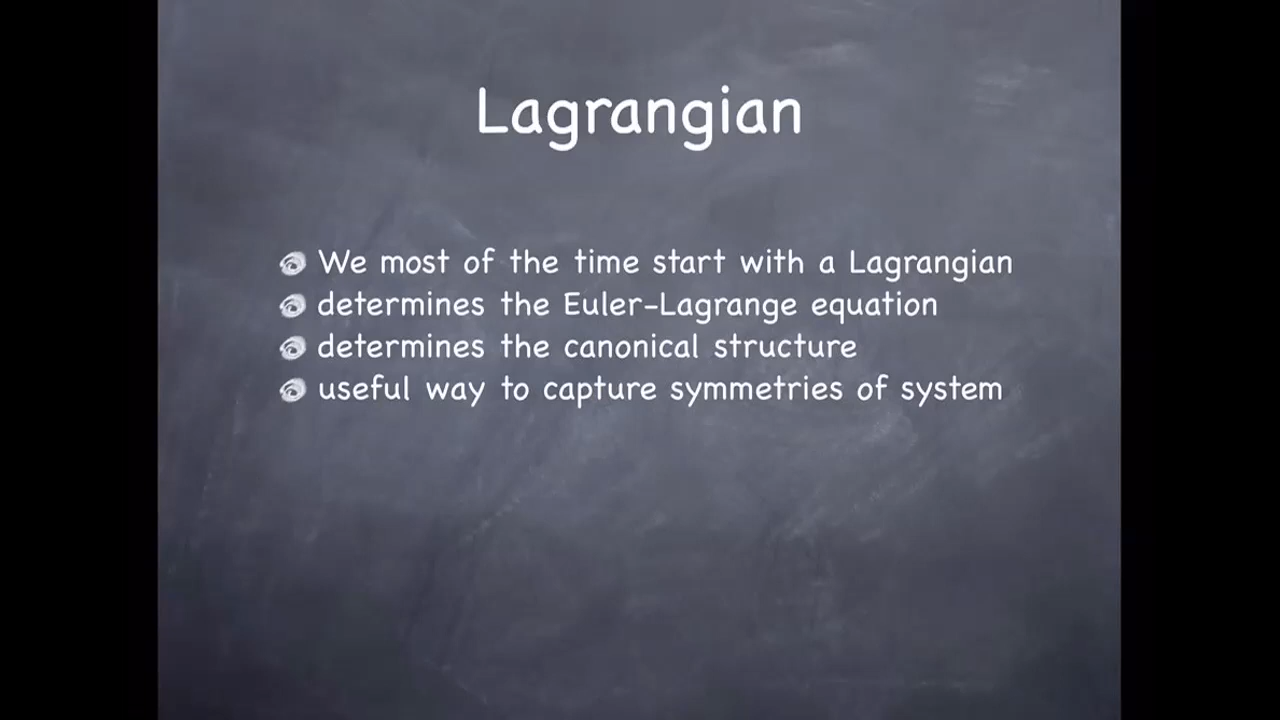 Lagrangian
We most of the time start with a Lagrangian
determines the Euler-Lagrange equation
determines the canonical structure
useful way to capture symmetries of system